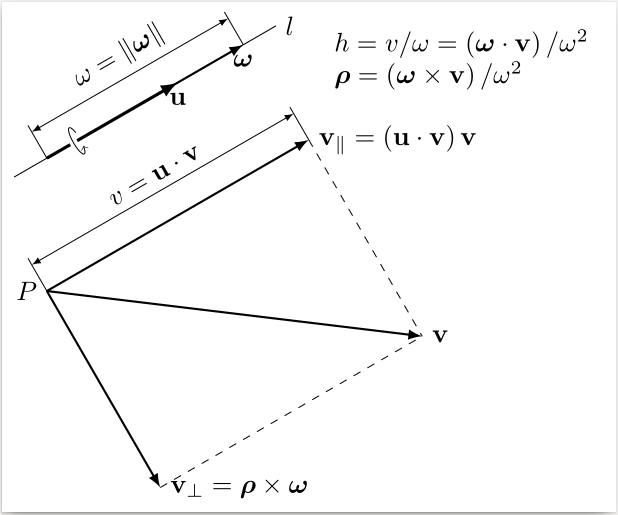 l
h = v/ω = (ω · v) /ω²
ρ = (ω × v) /ω²
ω = ‖ω‖
ω
u
v∥ = (u · v) v
v = u · v
P
v
v⊥ = ρ × ω